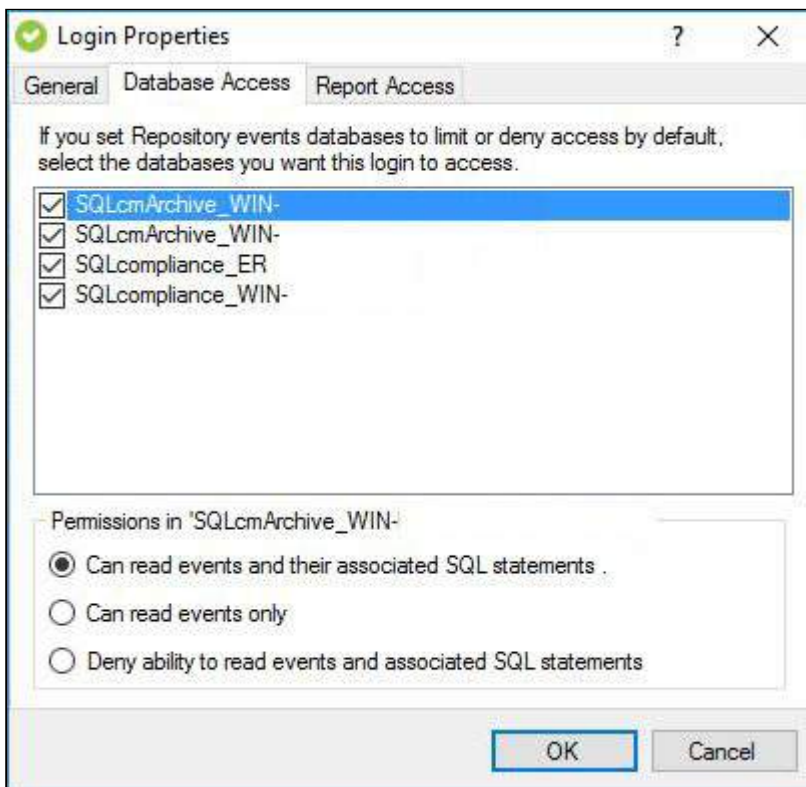 Login Properties
?
General Database Access Report Access
If you set Repository events databases to limit or deny access by default,
select the databases you want this login to access.
SQLcmArchive_WIN-
SQLcmArchive_WIN-
SQLcompliance_ER
SQLcompliance_WIN-
Permissions in 'SQLcmArchive_WIN-
Can read events and their associated SQL statements .
Can read events only
Deny ability to read events and associated SQL statements
OK Cancel